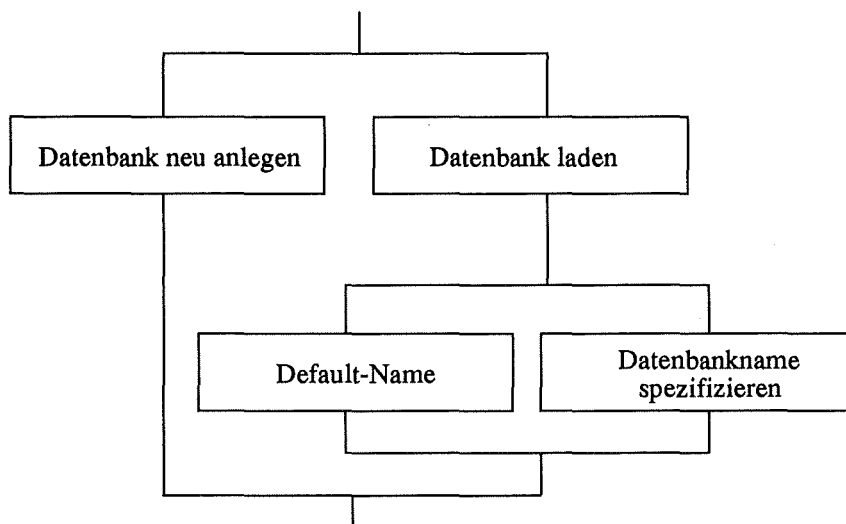 Datenbank neu anlegen
Datenbank laden
Default-Name
Datenbankname
spezifizieren